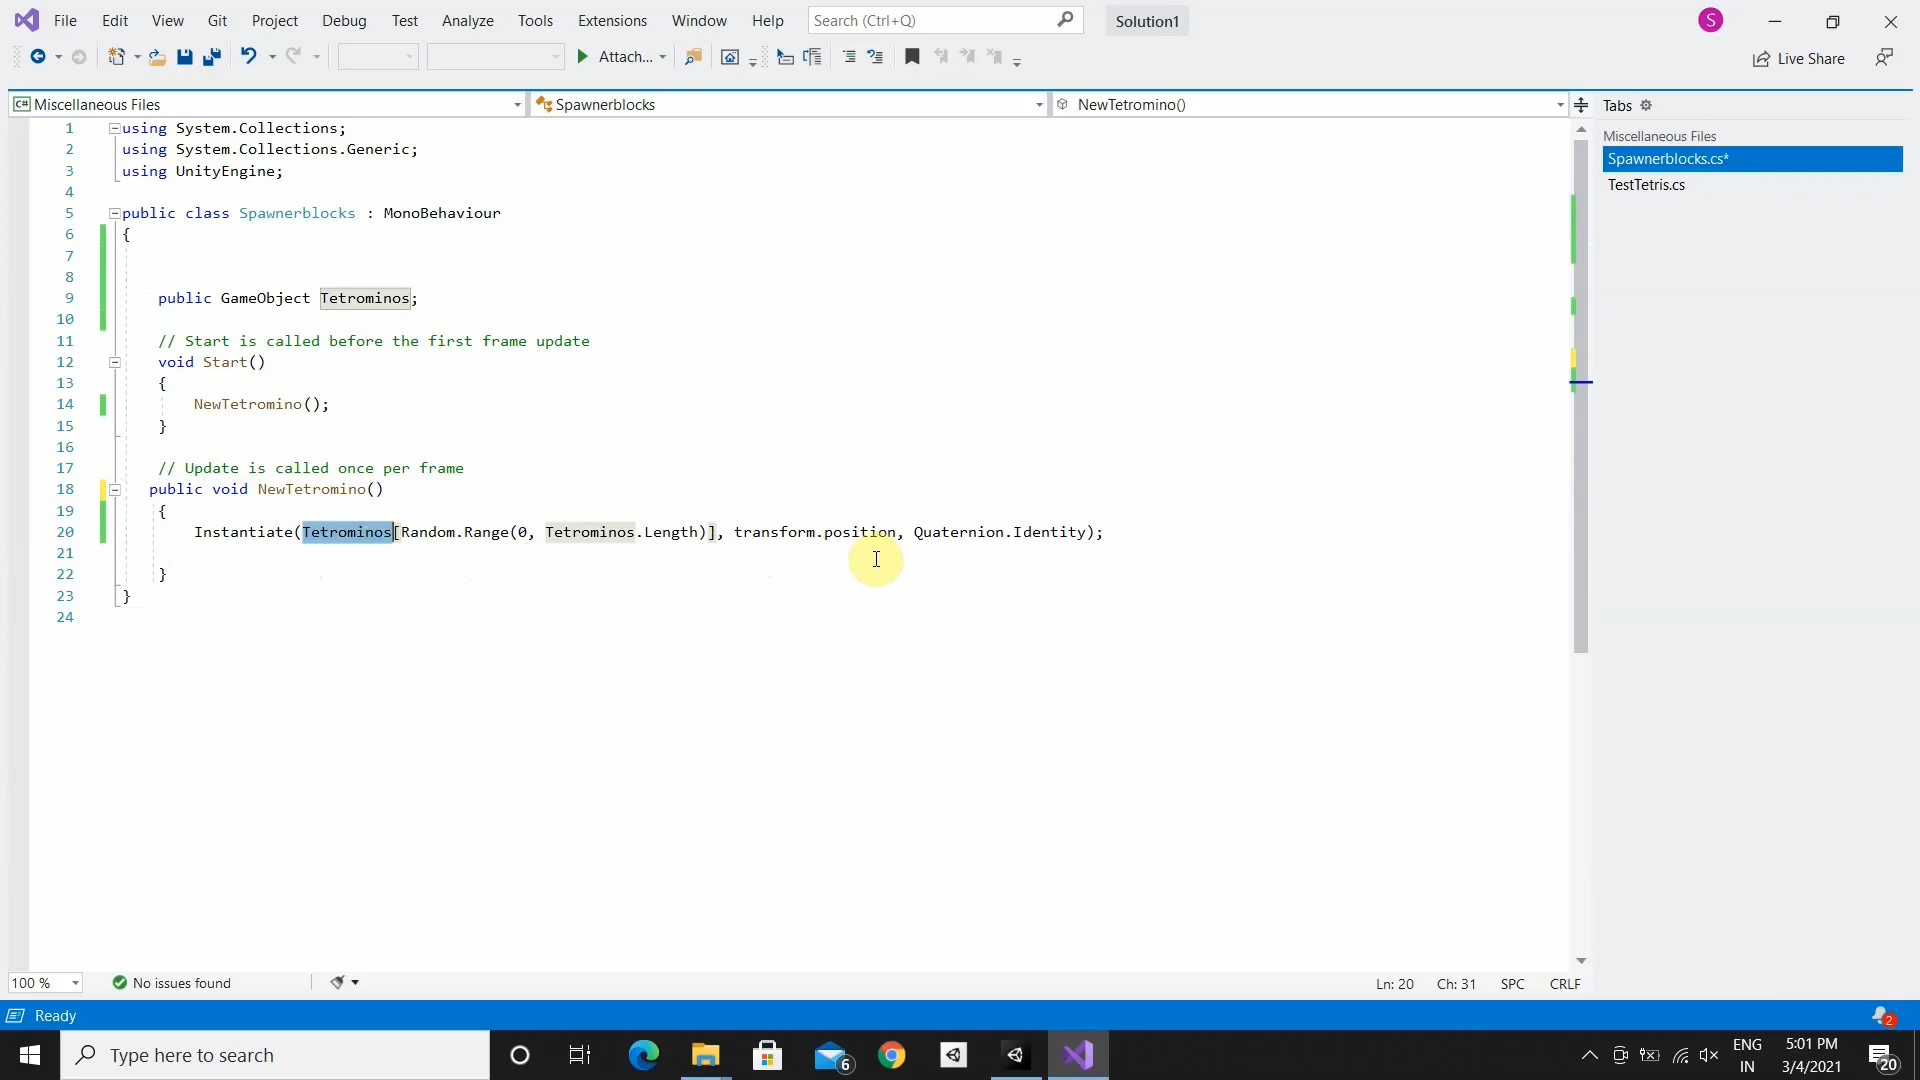 File Edit View Git Project Debug Test Analyze Tools Extensions Window Help Search (Ctrl+Q) Solution1 S
Attach... Live Share
C# Miscellaneous Files Spawnerblocks NewTetromino() Tabs
Miscellaneous Files
Spawnerblocks.cs*
TestTetris.cs
1 using System.Collections;
2 using System.Collections.Generic;
3 using UnityEngine;
4
5 public class Spawnerblocks : MonoBehaviour
6 {
7
8
9 public GameObject Tetrominos;
10
11 // Start is called before the first frame update
12 void Start()
13 {
14 NewTetromino();
15 }
16
17 // Update is called once per frame
18 public void NewTetromino()
19 {
20 Instantiate(Tetrominos[Random.Range(0, Tetrominos.Length)], transform.position, Quaternion.Identity);
21
22 }
23 }
24
100 % No issues found Ln: 20 Ch: 31 SPC CRLF
Ready 2
Type here to search 6 ENG IN 5:01 PM 3/4/2021 20